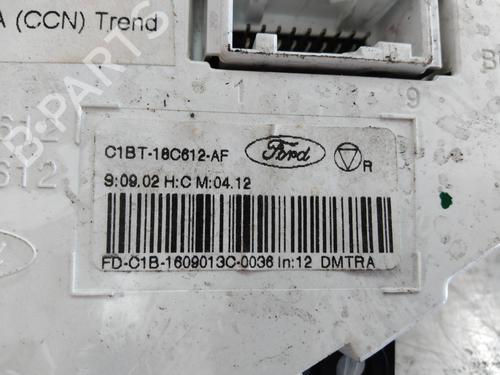 A (CCN) Trend
1 9
C1BT-18C612-AF Ford R
S:09.02 H:C M:04.12
FD-C1B-1609013C-0036 In:12 DMTRA
612
B-PARTS